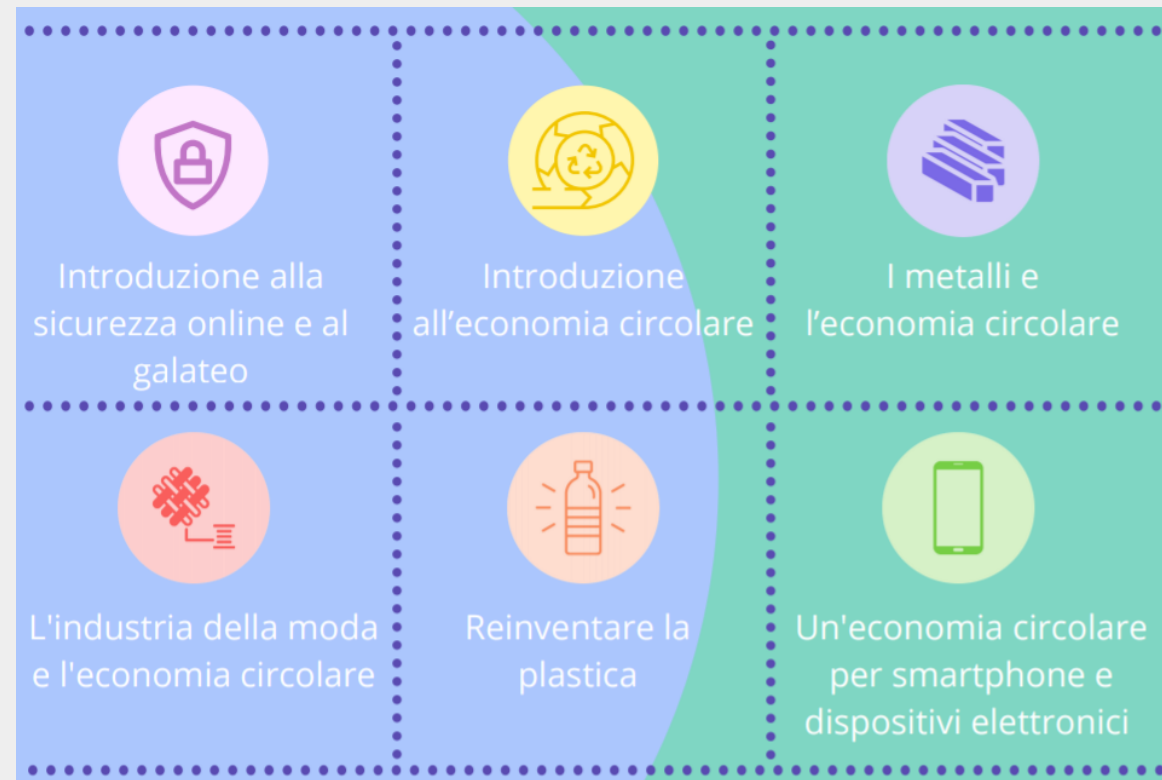 Introduzione alla
sicurezza online e al
galateo
Introduzione
all’economia circolare
I metalli e
l’economia circolare
L'industria della moda
e l'economia circolare
Reinventare la
plastica
Un'economia circolare
per smartphone e
dispositivi elettronici